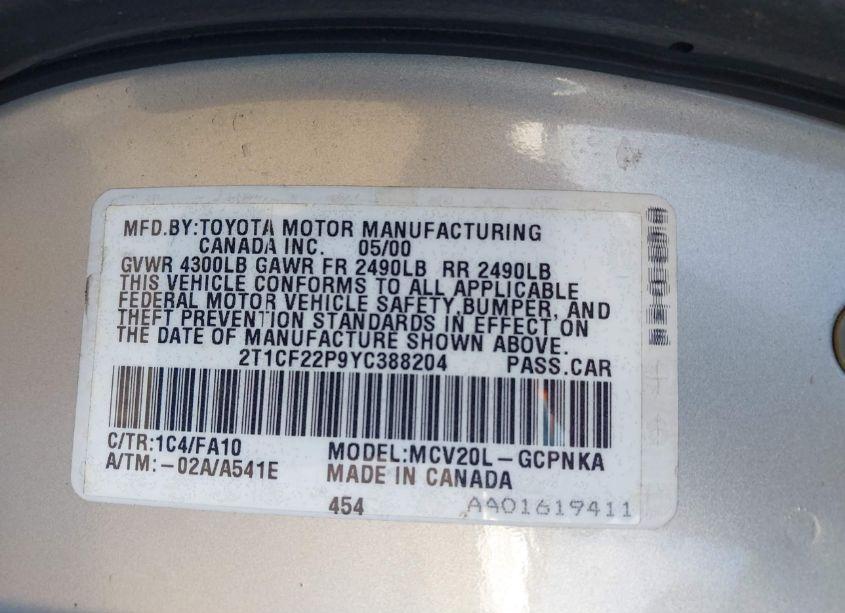 MFD.BY:TOYOTA MOTOR MANUFACTURING
CANADA INC. 05/00
GVWR 4300LB GAWR FR 2490LB RR 2490LB
THIS VEHICLE CONFORMS TO ALL APPLICABLE
FEDERAL MOTOR VEHICLE SAFETY,BUMPER, AND
THEFT PREVENTION STANDARDS IN EFFECT ON
THE DATE OF MANUFACTURE SHOWN ABOVE.
2T1CF22P9YC388204 PASS.CAR
C/TR:1C4/FA10 MODEL:MCV20L-GCPNKA
A/TM:-02A/A541E MADE IN CANADA
454 AA01619411